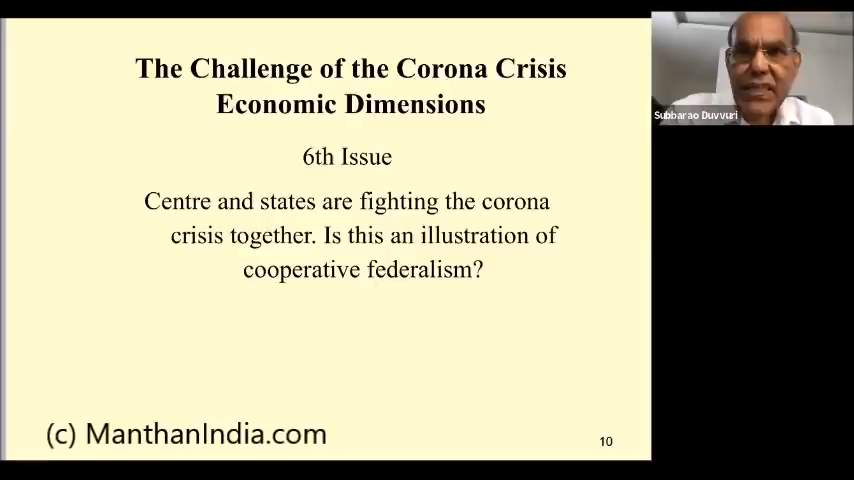 The Challenge of the Corona Crisis
Economic Dimensions
6th Issue
Centre and states are fighting the corona
crisis together. Is this an illustration of
cooperative federalism?
(c) ManthanIndia.com
10
Subbarao Duvvuri